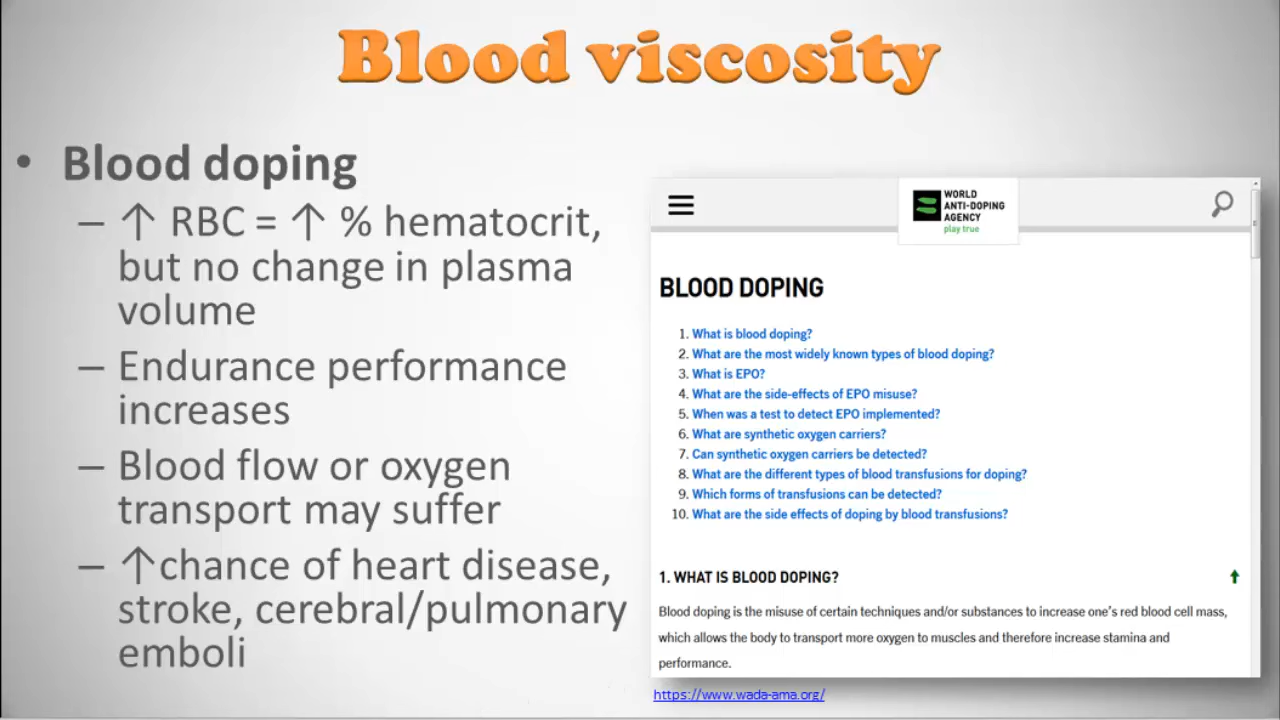 Blood viscosity
• Blood doping
– ↑ RBC = ↑ % hematocrit,
but no change in plasma
volume
– Endurance performance
increases
– Blood flow or oxygen
transport may suffer
– ↑chance of heart disease,
stroke, cerebral/pulmonary
emboli
WORLD
ANTI-DOPING
AGENCY
play true
BLOOD DOPING
1. What is blood doping?
2. What are the most widely known types of blood doping?
3. What is EPO?
4. What are the side-effects of EPO misuse?
5. When was a test to detect EPO implemented?
6. What are synthetic oxygen carriers?
7. Can synthetic oxygen carriers be detected?
8. What are the different types of blood transfusions for doping?
9. Which forms of transfusions can be detected?
10. What are the side effects of doping by blood transfusions?
1. WHAT IS BLOOD DOPING?
Blood doping is the misuse of certain techniques and/or substances to increase one's red blood cell mass,
which allows the body to transport more oxygen to muscles and therefore increase stamina and
performance.
https://www.wada-ama.org/